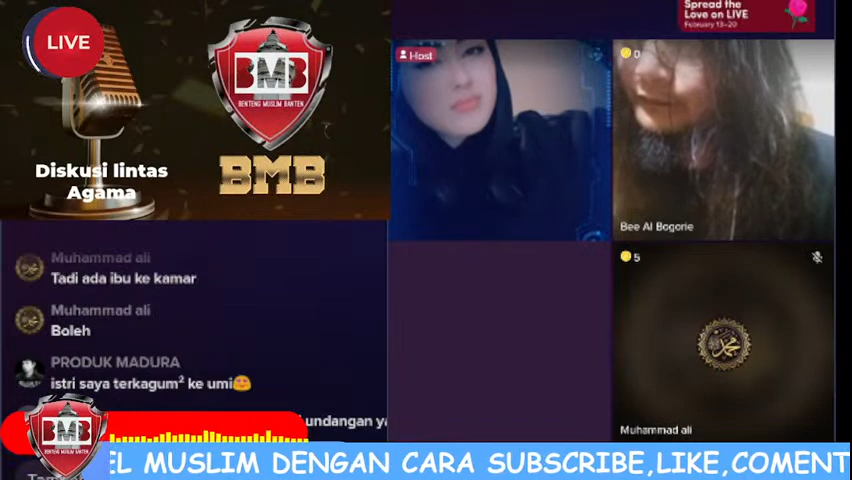 LIVE
BMB
BENTENG MUSLIM BANTEN
BMB
Diskusi lintas
Agama
Spread the
Love on LIVE
February 13-20
Host
0
Bee Al Bogorie
5
Muhammad ali
Muhammad ali
Tadi ada ibu ke kamar
Muhammad ali
Boleh
PRODUK MADURA
istri saya terkagum² ke umi😍
undangan ya
BMB
BENTENG MUSLIM BANTEN
EL MUSLIM DENGAN CARA SUBSCRIBE,LIKE,COMENT